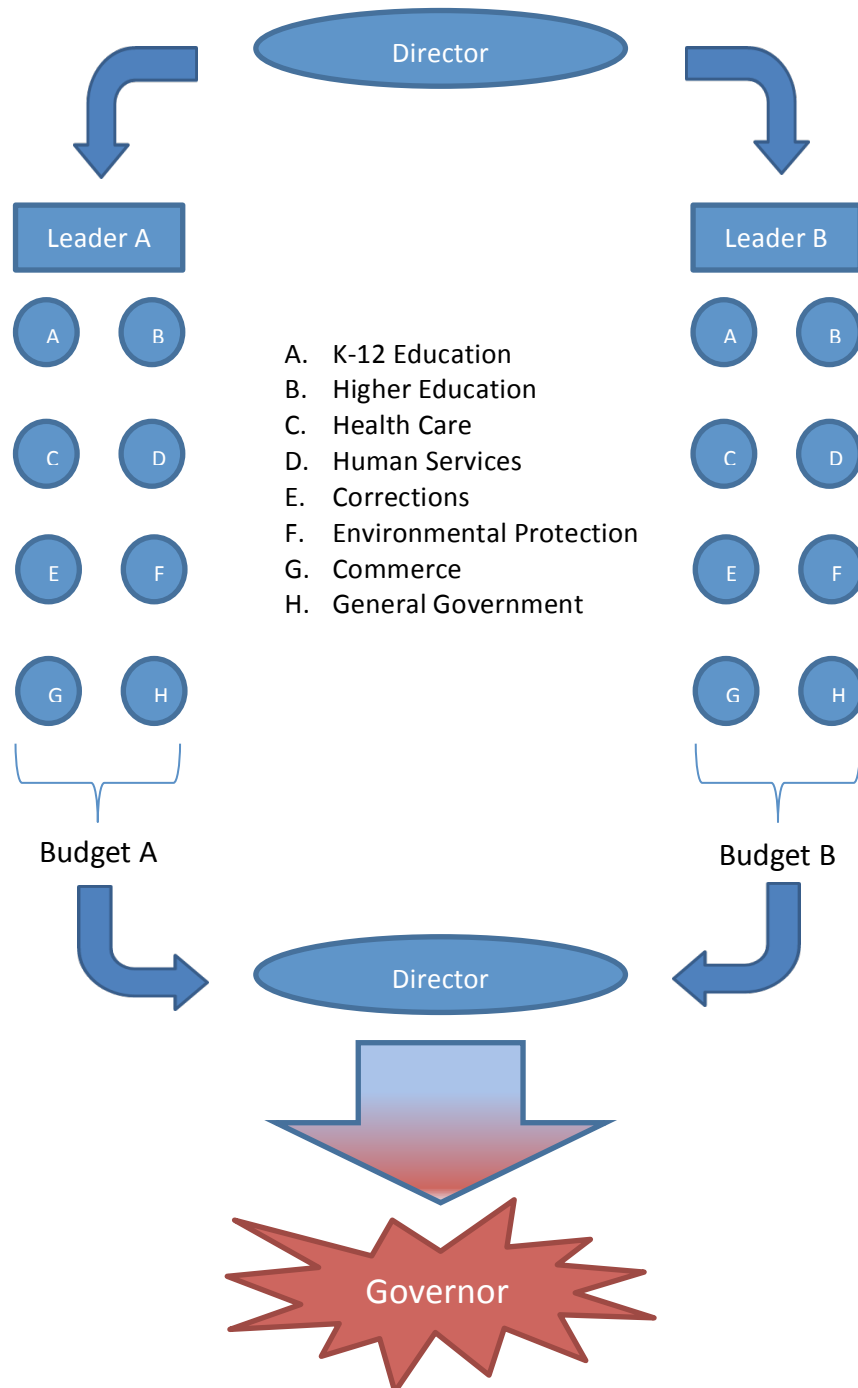 Director
Leader A
Leader B
A B
A B
A. K-12 Education
B. Higher Education
C. Health Care
D. Human Services
E. Corrections
F. Environmental Protection
G. Commerce
H. General Government
C D
C D
E F
E F
G H
G H
Budget A
Budget B
Director
Governor